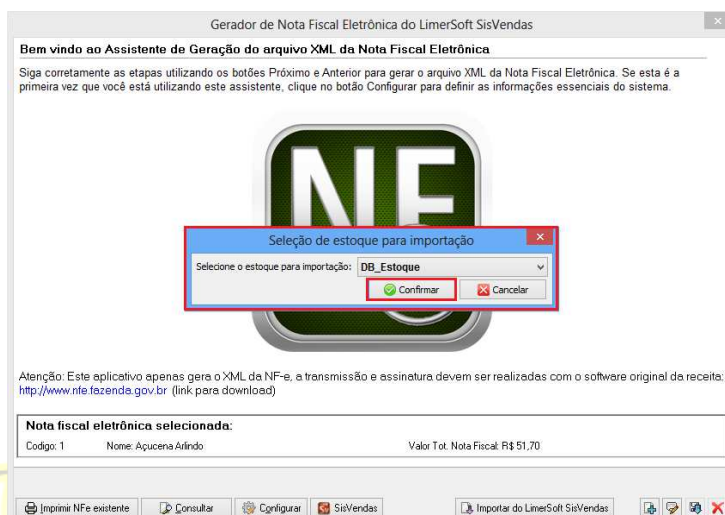 Gerador de Nota Fiscal Eletrônica do LimerSoft SisVendas
Bem vindo ao Assistente de Geração do arquivo XML da Nota Fiscal Eletrônica
Siga corretamente as etapas utilizando os botões Próximo e Anterior para gerar o arquivo XML da Nota Fiscal Eletrônica. Se esta é a
primeira vez que você está utilizando este assistente, clique no botão Configurar para definir as informações essenciais do sistema.
NF
Seleção de estoque para importação
Selecione o estoque para importação: DB_Estoque
Confirmar Cancelar
Atenção: Este aplicativo apenas gera o XML da NF-e, a transmissão e assinatura devem ser realizadas com o software original da receita:
http://www.nfe.fazenda.gov.br (link para download)
Nota fiscal eletrônica selecionada:
Codigo: 1 Nome: Açucena Arlindo Valor Tot. Nota Fiscal: R$ 51,70
Imprimir NFe existente Consultar Configurar SisVendas Importar do LimerSoft SisVendas